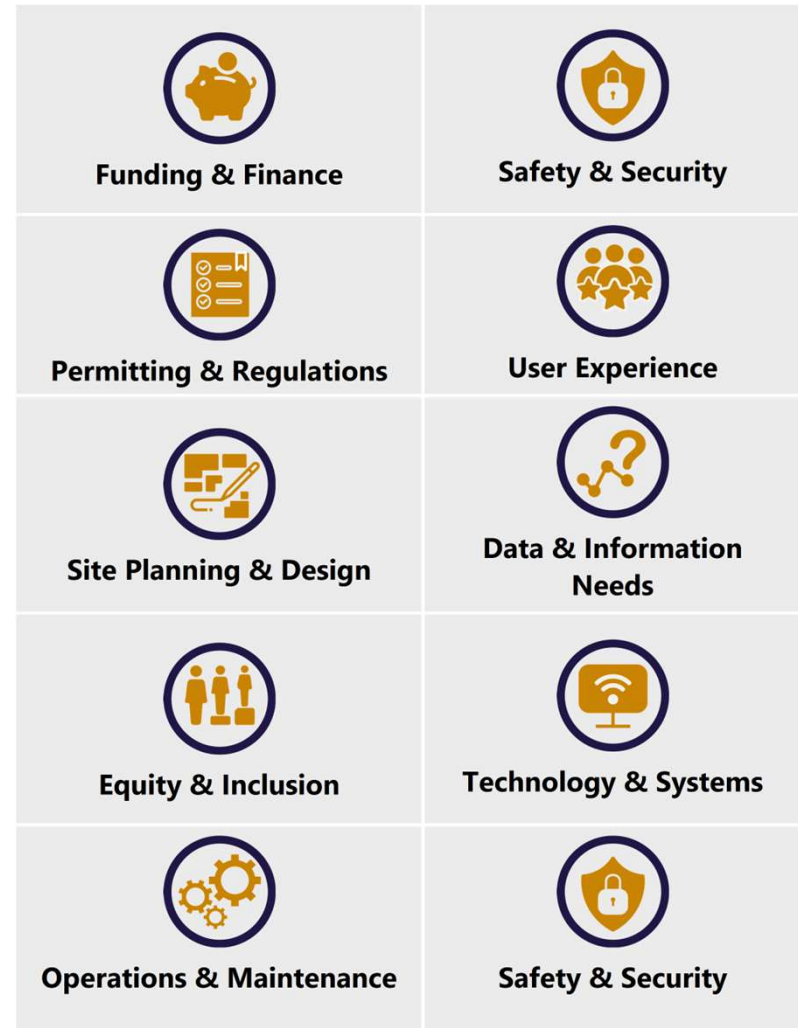 Funding & Finance
Safety & Security
Permitting & Regulations
User Experience
Site Planning & Design
Data & Information
Needs
Equity & Inclusion
Technology & Systems
Operations & Maintenance
Safety & Security